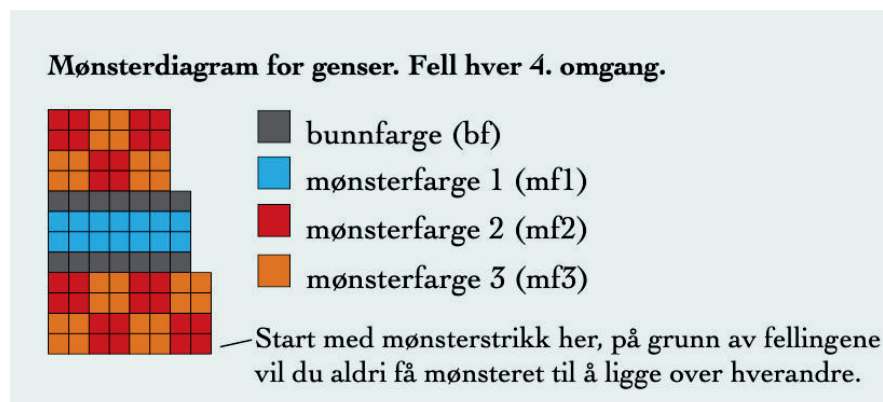 Mønsterdiagram for genser. Fell hver 4. omgang.
bunnfarge (bf)
mønsterfarge 1 (mf1)
mønsterfarge 2 (mf2)
mønsterfarge 3 (mf3)
Start med mønsterstrikk her, på grunn av fellingene
vil du aldri få mønsteret til å ligge over hverandre.